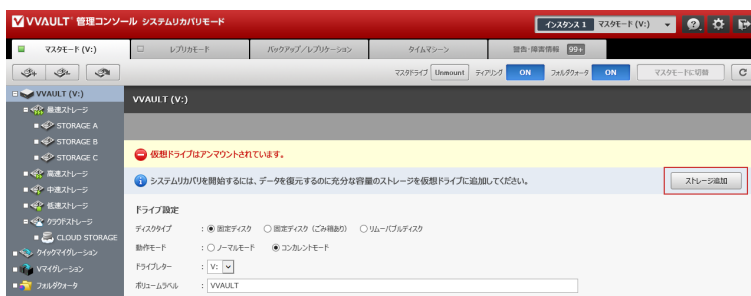 VVAULT 管理コンソール システムリカバリモード
インスタンス 1 マスタモード (V:)
マスタモード (V:) レプリカモード バックアップ／レプリケーション タイムマシーン 警告・障害情報 99+
マスタドライブ Unmount ティアリング ON フォルダクォータ ON マスタモードに切替
VVAULT (V:)
最速ストレージ
STORAGE A
STORAGE B
STORAGE C
高速ストレージ
中速ストレージ
低速ストレージ
クラウドストレージ
CLOUD STORAGE
クイックマイグレーション
Vマイグレーション
フォルダクォータ
VVAULT (V:)
仮想ドライブはアンマウントされています。
システムリカバリを開始するには、データを復元するのに充分な容量のストレージを仮想ドライブに追加してください。 ストレージ追加
ドライブ設定
ディスクタイプ : 固定ディスク 固定ディスク (ごみ箱あり) リムーバブルディスク
動作モード : ノーマルモード コンカレントモード
ドライブレター : V:
ボリュームラベル : VVAULT